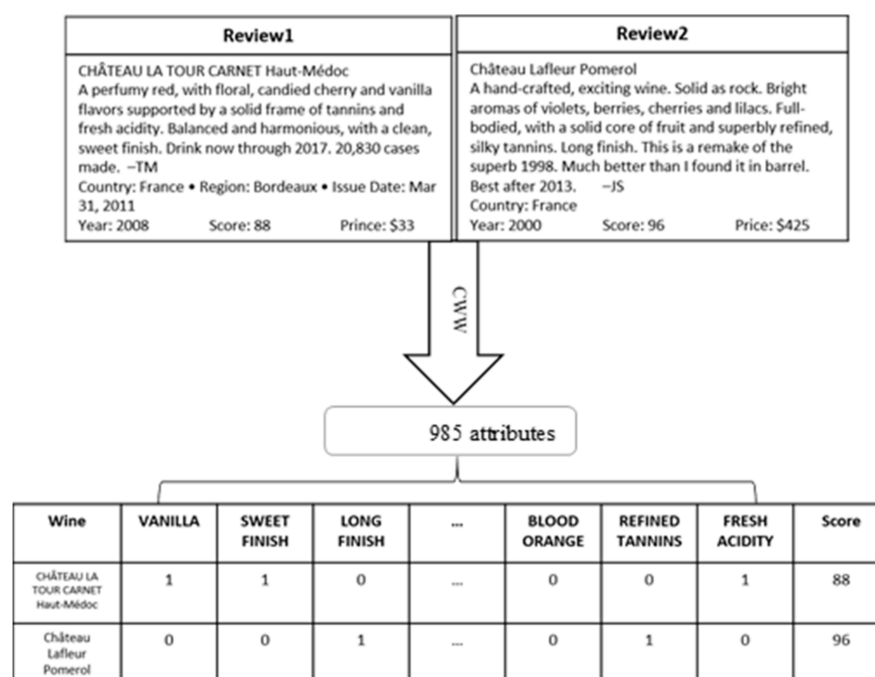 Review1
CHÂTEAU LA TOUR CARNET Haut-Médoc
A perfumy red, with floral, candied cherry and vanilla
flavors supported by a solid frame of tannins and
fresh acidity. Balanced and harmonious, with a clean,
sweet finish. Drink now through 2017. 20,830 cases
made. –TM
Country: France • Region: Bordeaux • Issue Date: Mar
31, 2011
Year: 2008 Score: 88 Prince: $33
Review2
Château Lafleur Pomerol
A hand-crafted, exciting wine. Solid as rock. Bright
aromas of violets, berries, cherries and lilacs. Full-
bodied, with a solid core of fruit and superbly refined,
silky tannins. Long finish. This is a remake of the
superb 1998. Much better than I found it in barrel.
Best after 2013. –JS
Country: France
Year: 2000 Score: 96 Price: $425
CWW
985 attributes
Wine VANILLA SWEET FINISH LONG FINISH ... BLOOD ORANGE REFINED TANNINS FRESH ACIDITY Score
CHÂTEAU LA TOUR CARNET Haut-Médoc 1 1 0 ... 0 0 1 88
Château Lafleur Pomerol 0 0 1 ... 0 1 0 96